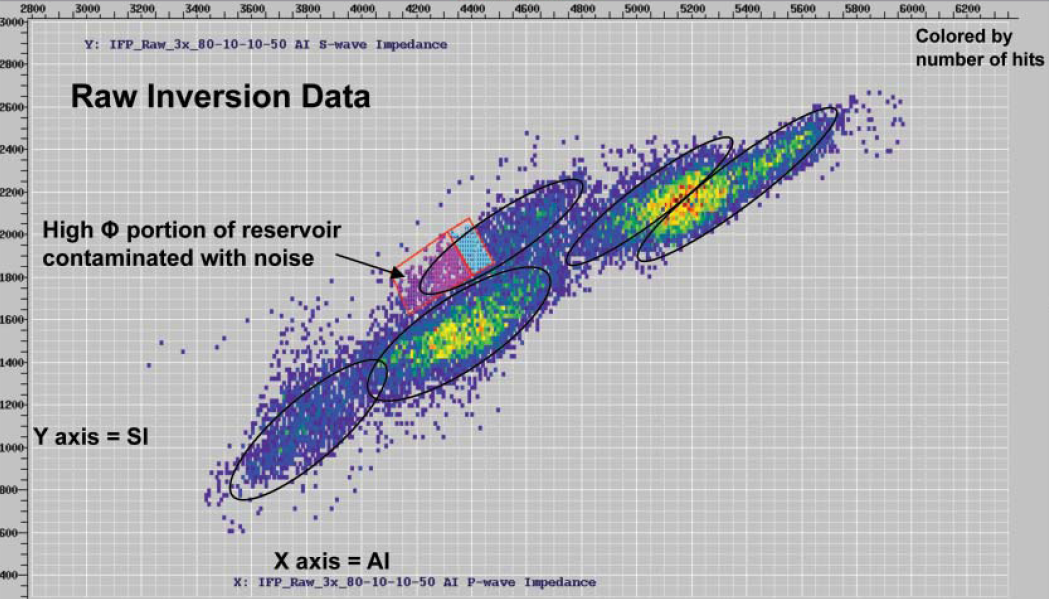 2800 3000 3200 3400 3600 3800 4000 4200 4400 4600 4800 5000 5200 5400 5600 5800 6000 6200
3000
Y: IFP_Raw_3x_80-10-10-50 AI S-wave Impedance
Colored by
number of hits
2800
Raw Inversion Data
2600
2400
2200
High Φ portion of reservoir
contaminated with noise
2000
1800
1600
1400
1200
Y axis = SI
1000
800
600
X axis = AI
400
X: IFP_Raw_3x_80-10-10-50 AI P-wave Impedance